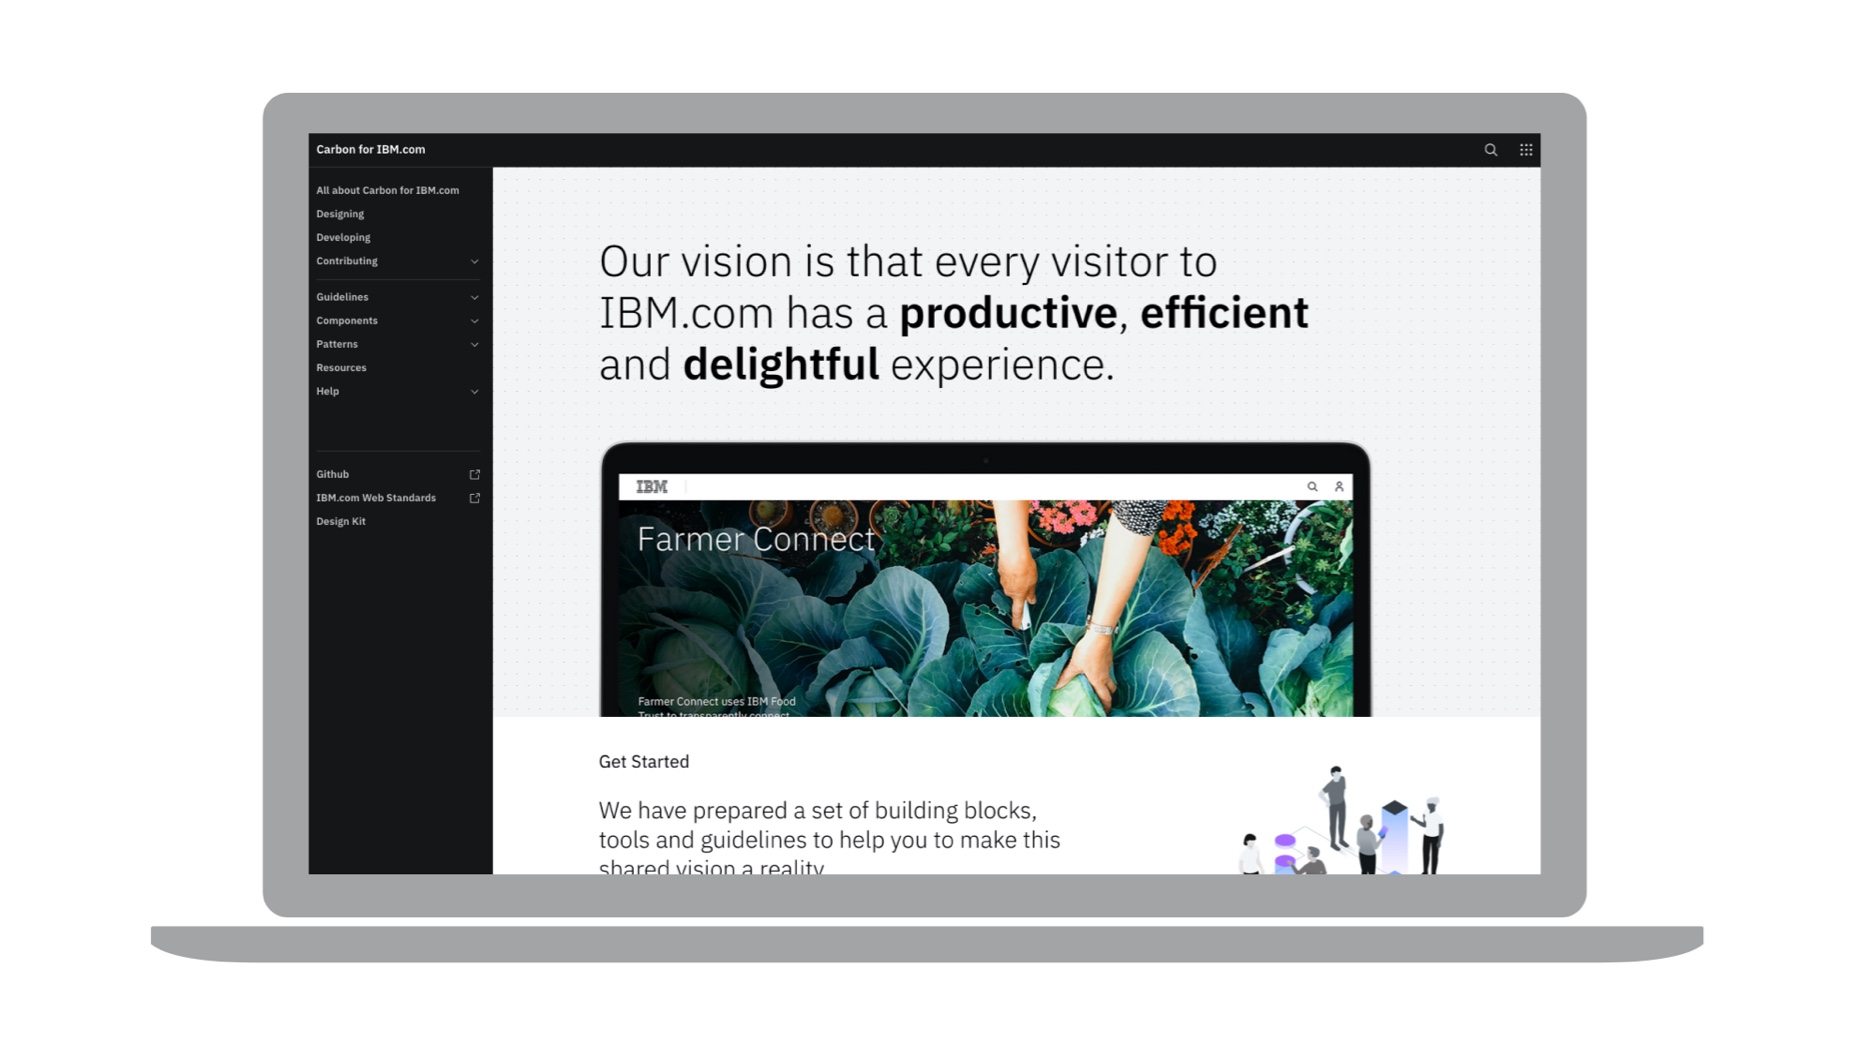 Carbon for IBM.com
All about Carbon for IBM.com
Designing
Developing
Contributing
Guidelines
Components
Patterns
Resources
Help
Github
IBM.com Web Standards
Design Kit
Our vision is that every visitor to
IBM.com has a productive, efficient
and delightful experience.
IBM
Farmer Connect
Farmer Connect uses IBM Food
Trust to transparently connect
Get Started
We have prepared a set of building blocks,
tools and guidelines to help you to make this
shared vision a reality